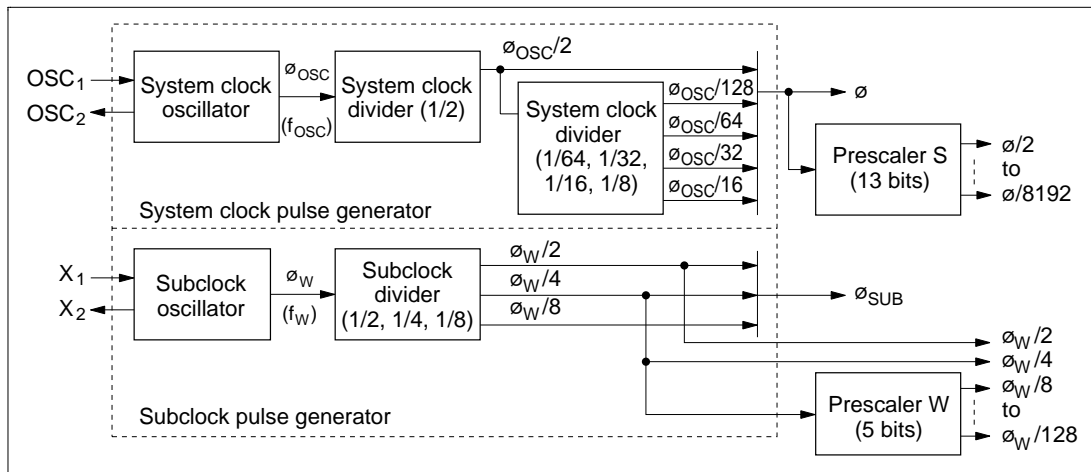 OSC1
OSC2
System clock
oscillator
øOSC
(fOSC)
System clock
divider (1/2)
øOSC/2
System clock
divider
(1/64, 1/32,
1/16, 1/8)
øOSC/128
øOSC/64
øOSC/32
øOSC/16
ø
Prescaler S
(13 bits)
ø/2
to
ø/8192
System clock pulse generator
X1
X2
Subclock
oscillator
øW
(fW)
Subclock
divider
(1/2, 1/4, 1/8)
øW/2
øW/4
øW/8
øSUB
øW/2
øW/4
Prescaler W
(5 bits)
øW/8
to
øW/128
Subclock pulse generator